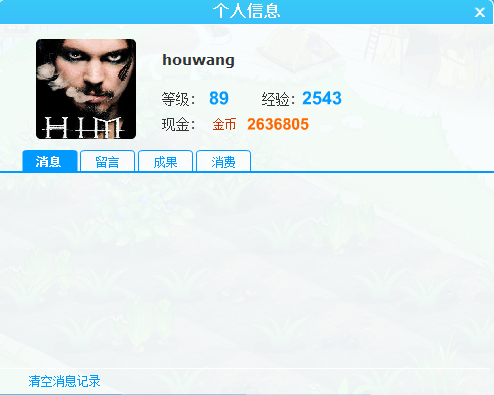 个人信息
HIM
houwang
等级： 89 经验：2543
现金： 金币 2636805
消息 留言 成果 消费
清空消息记录